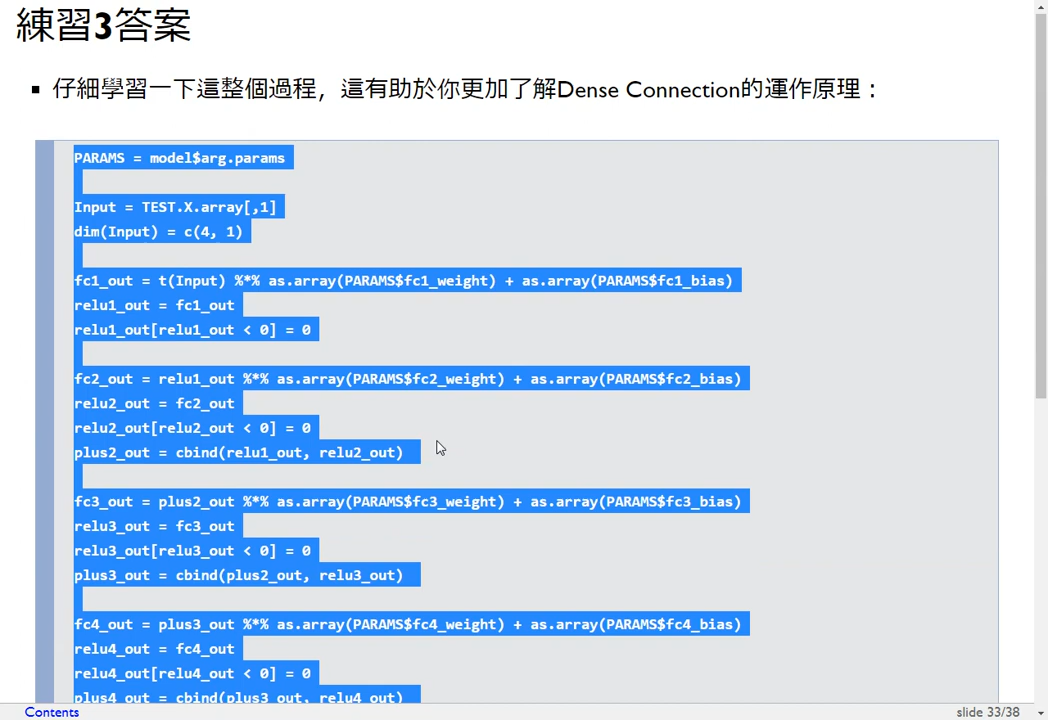 練習3答案
▪ 仔細學習一下這整個過程，這有助於你更加了解Dense Connection的運作原理：
PARAMS = model$arg.params
Input = TEST.X.array[,1]
dim(Input) = c(4, 1)
fc1_out = t(Input) %*% as.array(PARAMS$fc1_weight) + as.array(PARAMS$fc1_bias)
relu1_out = fc1_out
relu1_out[relu1_out < 0] = 0
fc2_out = relu1_out %*% as.array(PARAMS$fc2_weight) + as.array(PARAMS$fc2_bias)
relu2_out = fc2_out
relu2_out[relu2_out < 0] = 0
plus2_out = cbind(relu1_out, relu2_out)
fc3_out = plus2_out %*% as.array(PARAMS$fc3_weight) + as.array(PARAMS$fc3_bias)
relu3_out = fc3_out
relu3_out[relu3_out < 0] = 0
plus3_out = cbind(plus2_out, relu3_out)
fc4_out = plus3_out %*% as.array(PARAMS$fc4_weight) + as.array(PARAMS$fc4_bias)
relu4_out = fc4_out
relu4_out[relu4_out < 0] = 0
plus4_out = cbind(plus3_out, relu4_out)
Contents
slide 33/38